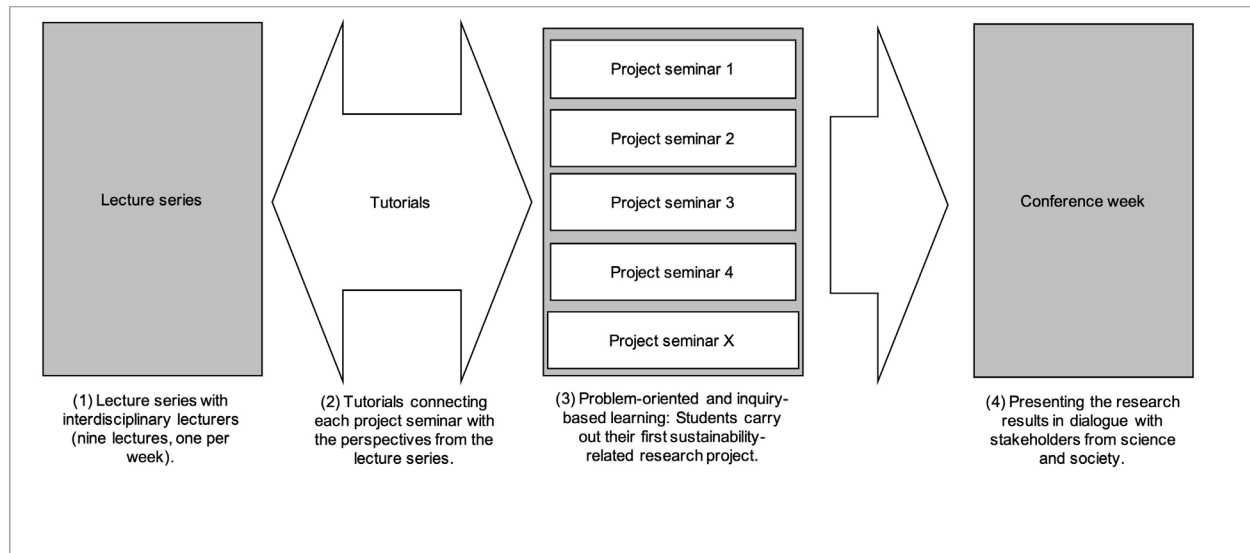 Lecture series
Tutorials
Project seminar 1
Project seminar 2
Project seminar 3
Project seminar 4
Project seminar X
Conference week
(1) Lecture series with
interdisciplinary lecturers
(nine lectures, one per
week).
(2) Tutorials connecting
each project seminar with
the perspectives from the
lecture series.
(3) Problem-oriented and inquiry-
based learning: Students carry
out their first sustainability-
related research project.
(4) Presenting the research
results in dialogue with
stakeholders from science
and society.